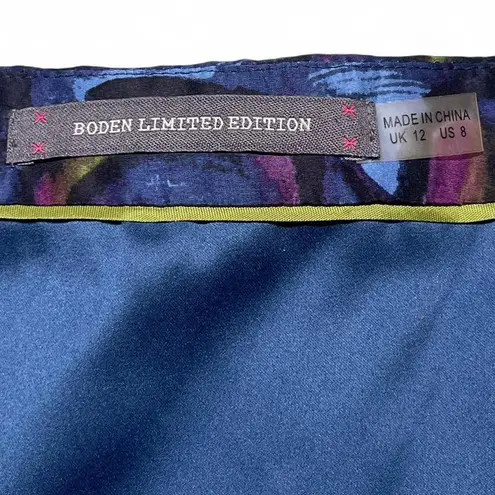 BODEN LIMITED EDITION
MADE IN CHINA
UK 12 US 8